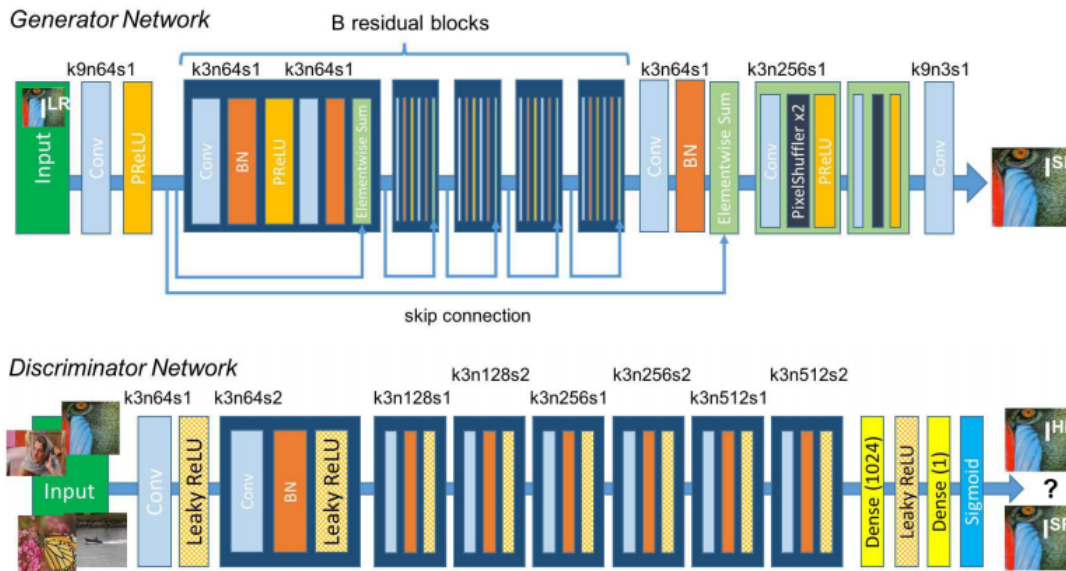 Generator Network
B residual blocks
k9n64s1
k3n64s1
k3n64s1
k3n64s1
k3n256s1
k9n3s1
I LR
Input
Conv
PReLU
Conv
BN
PReLU
Elementwise Sum
Conv
BN
Elementwise Sum
Conv
PixelShuffler x2
PReLU
Conv
skip connection
Discriminator Network
k3n64s1
k3n64s2
k3n128s1
k3n128s2
k3n256s1
k3n256s2
k3n512s1
k3n512s2
Input
Conv
Leaky ReLU
Conv
BN
Leaky ReLU
Dense (1024)
Leaky ReLU
Dense (1)
Sigmoid
?